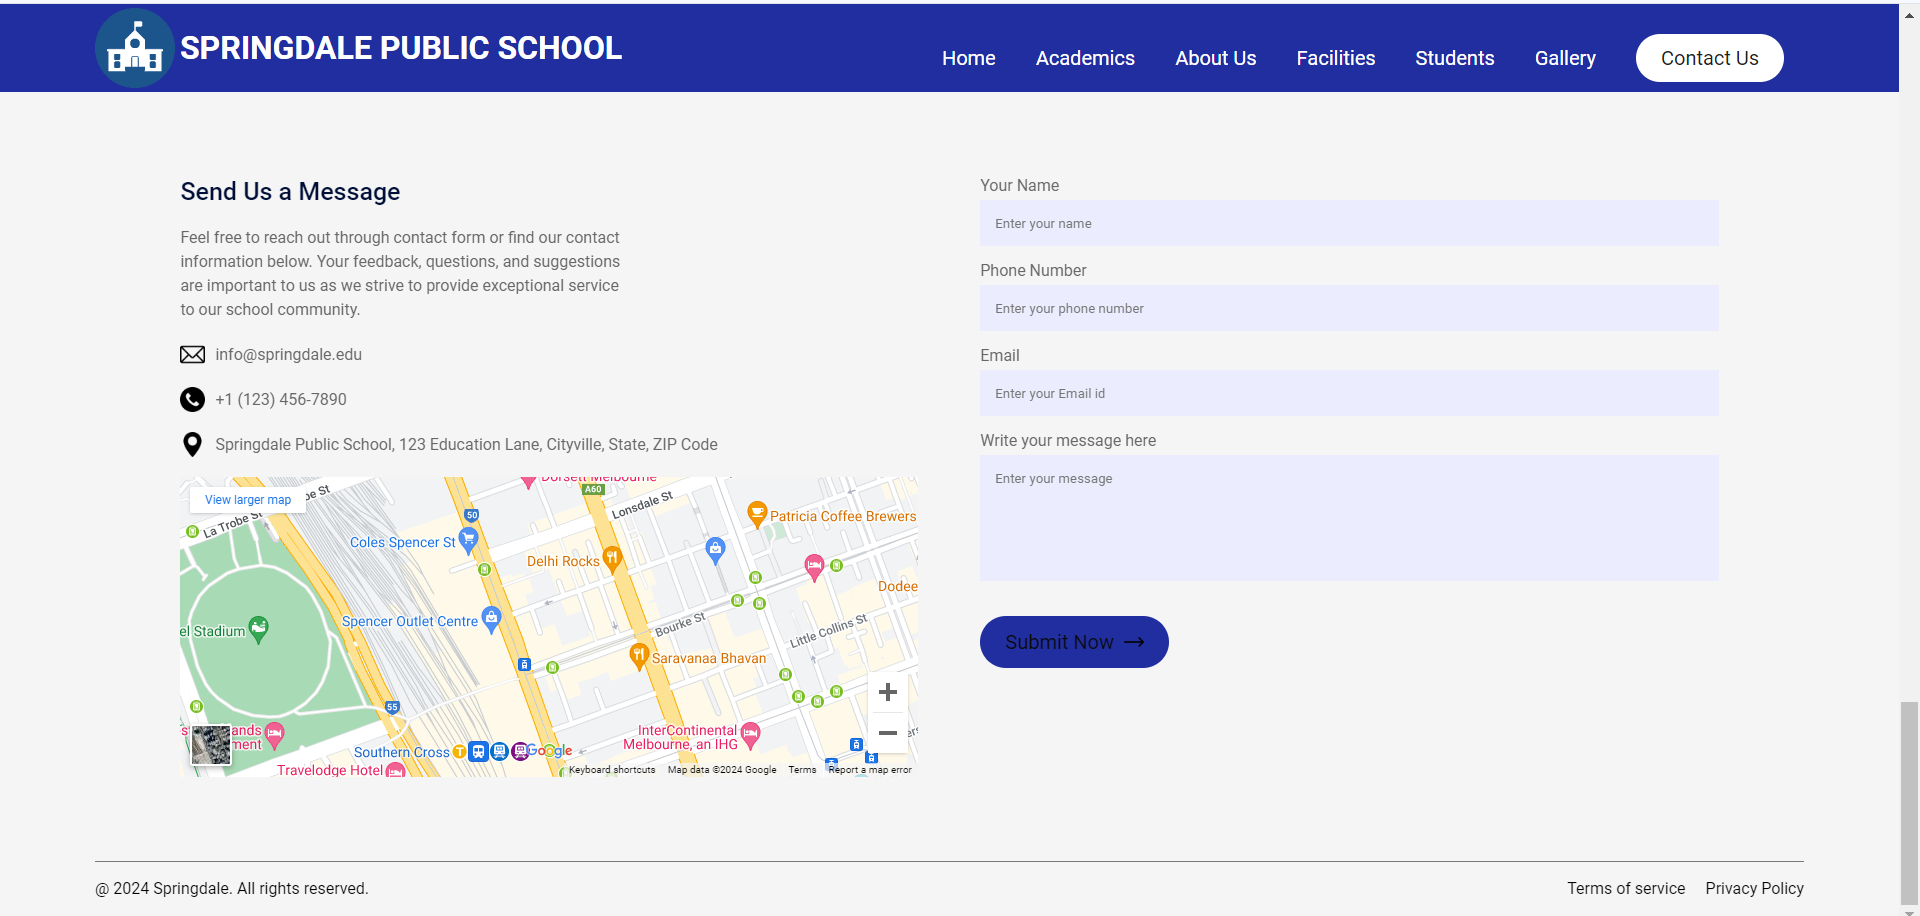 SPRINGDALE PUBLIC SCHOOL
Home
Academics
About Us
Facilities
Students
Gallery
Contact Us
Send Us a Message
Feel free to reach out through contact form or find our contact
information below. Your feedback, questions, and suggestions
are important to us as we strive to provide exceptional service
to our school community.
info@springdale.edu
+1 (123) 456-7890
Springdale Public School, 123 Education Lane, Cityville, State, ZIP Code
View larger map
be St
La Trobe St
Dorsett Melbourne
A60
Lonsdale St
50
Patricia Coffee Brewers
Coles Spencer St
Delhi Rocks
Dodee
Spencer Outlet Centre
el Stadium
Bourke St
Little Collins St
Saravanaa Bhavan
55
ands
ment
InterContinental
Melbourne, an IHG
Southern Cross
Google
Travelodge Hotel
Keyboard shortcuts
Map data ©2024 Google
Terms
Report a map error
Your Name
Enter your name
Phone Number
Enter your phone number
Email
Enter your Email id
Write your message here
Enter your message
Submit Now
@ 2024 Springdale. All rights reserved.
Terms of service
Privacy Policy